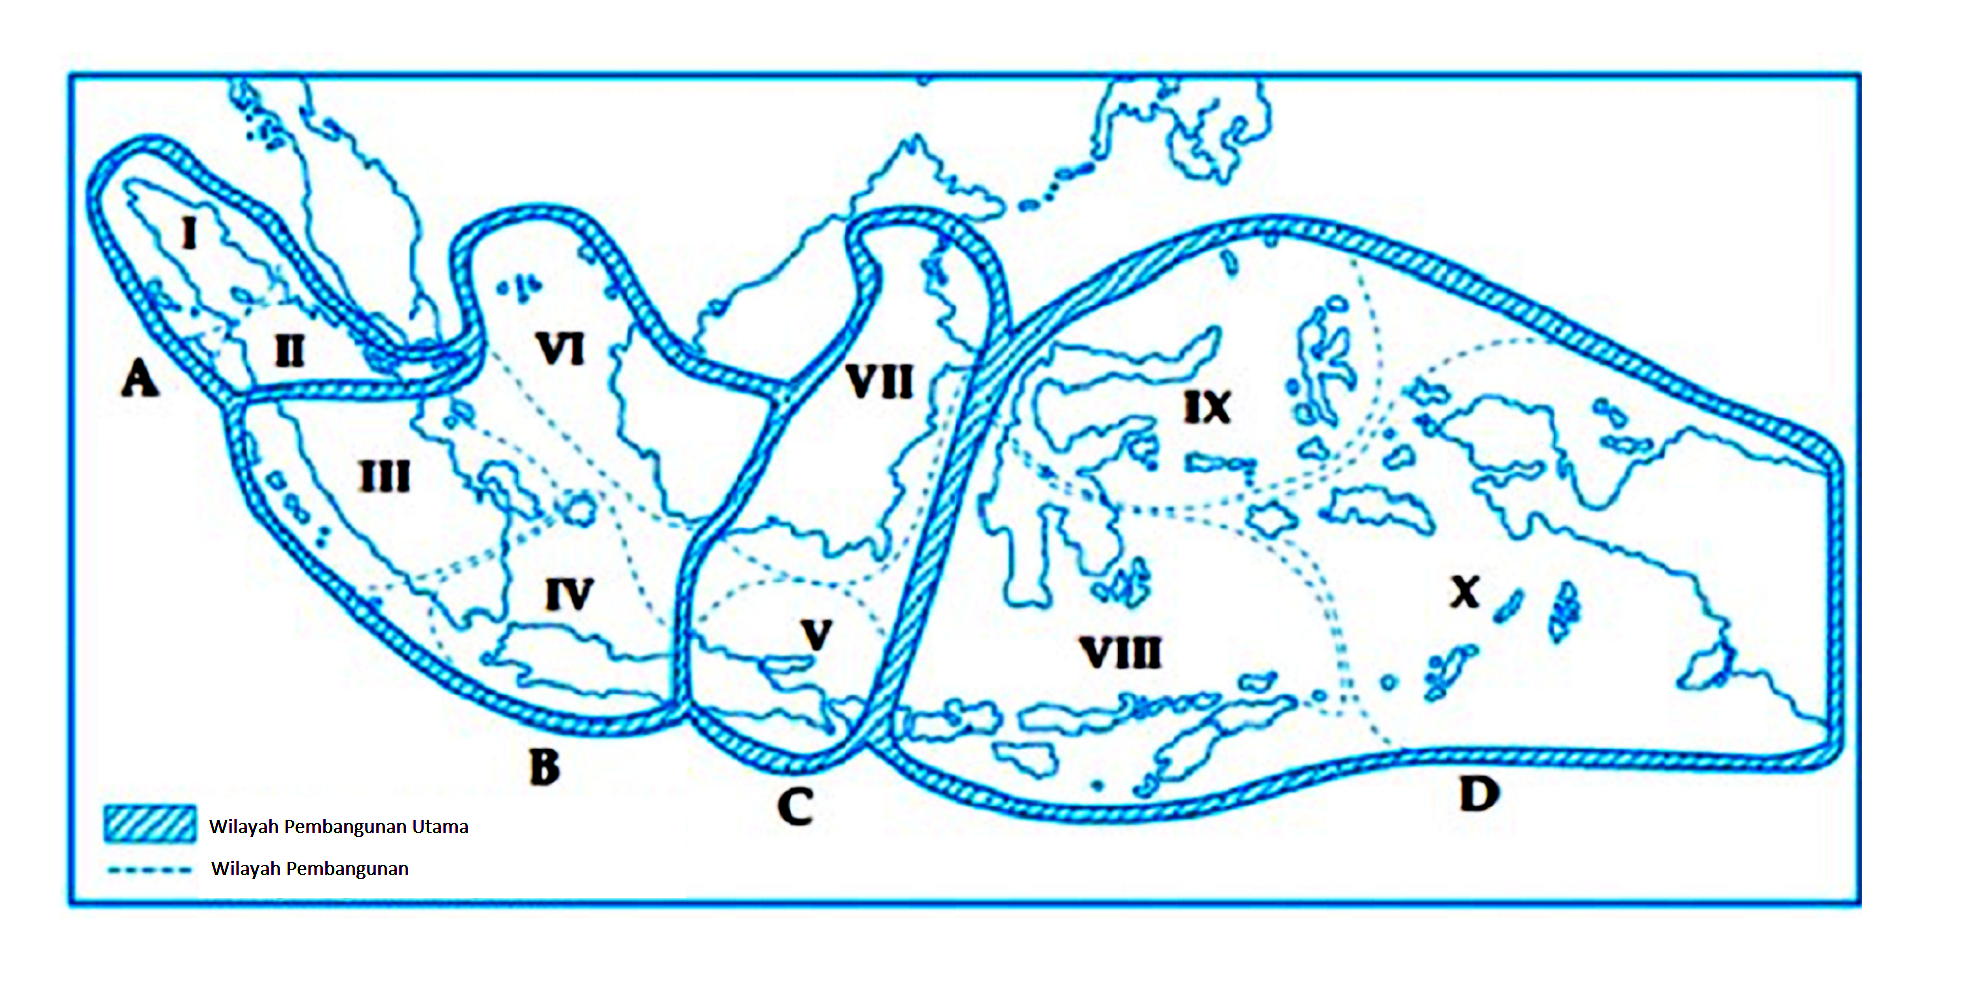 I
II
A
VI
VII
IX
III
IV
V
VIII
X
B
C
D
Wilayah Pembangunan Utama
Wilayah Pembangunan